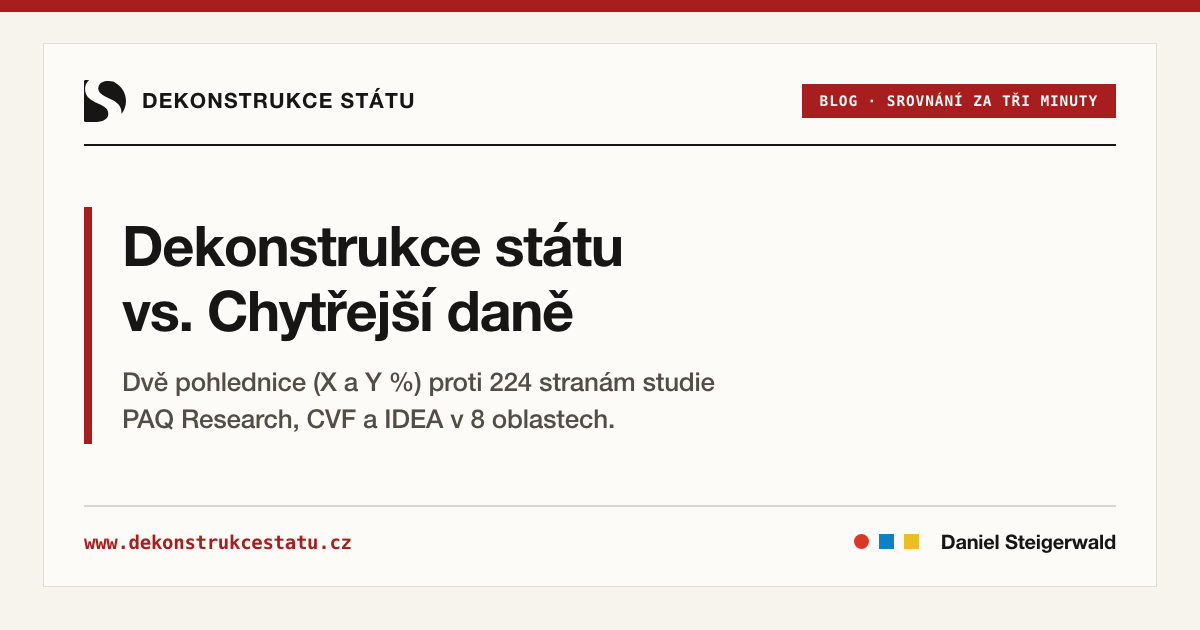 DEKONSTRUKCE STÁTU
BLOG · SROVNÁNÍ ZA TŘI MINUTY
Dekonstrukce státu
vs. Chytřejší daně
Dvě pohlednice (X a Y %) proti 224 stranám studie
PAQ Research, CVF a IDEA v 8 oblastech.
www.dekonstrukcestatu.cz
Daniel Steigerwald